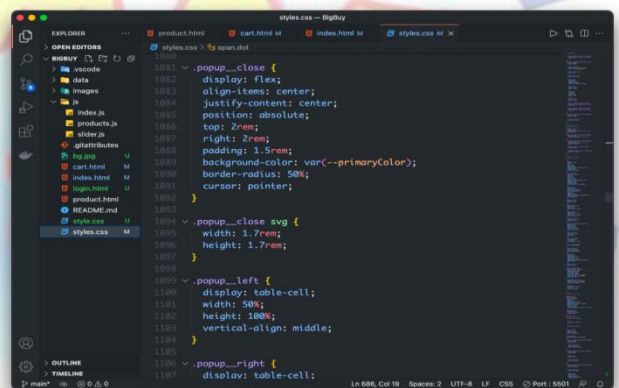 styles.css — BigBuy
EXPLORER
product.html
cart.html M
index.html M
styles.css M
OPEN EDITORS
styles.css > span.dot
BIGBUY
.vscode
data
images
js
index.js
products.js
slider.js
.gitattributes
bg.jpg U
cart.html M
index.html M
login.html U
product.html
README.md
style.css U
styles.css M
OUTLINE
TIMELINE
1080
1081 .popup__close {
1082 display: flex;
1083 align-items: center;
1084 justify-content: center;
1085 position: absolute;
1086 top: 2rem;
1087 right: 2rem;
1088 padding: 1.5rem;
1089 background-color: var(--primaryColor);
1090 border-radius: 50%;
1091 cursor: pointer;
1092 }
1093
1094 .popup__close svg {
1095 width: 1.7rem;
1096 height: 1.7rem;
1097 }
1098
1099 .popup__left {
1100 display: table-cell;
1101 width: 50%;
1102 height: 100%;
1103 vertical-align: middle;
1104 }
1105
1106 .popup__right {
1107 display: table-cell;
main* 0 0 Ln 686, Col 19 Spaces: 2 UTF-8 LF CSS Port : 5501